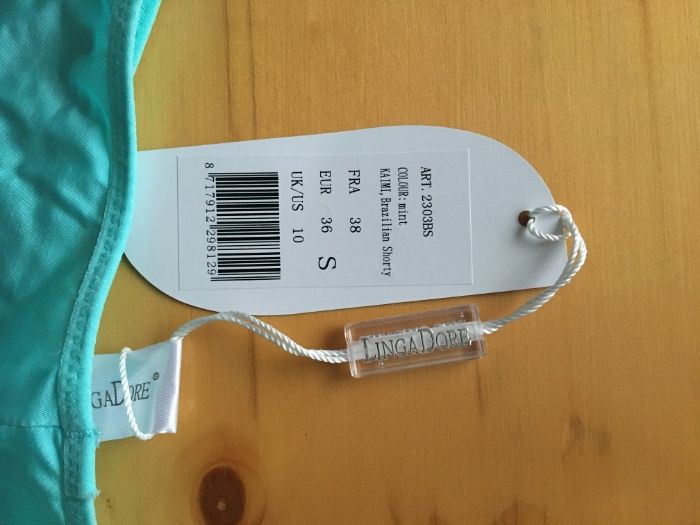 ART. 2303BS
COLOUR: mint
KAIMI, Brazilian Shorty
FRA 38
EUR 36 S
UK/US 10
8 717912 298129
LINGADORE
NGADORE®